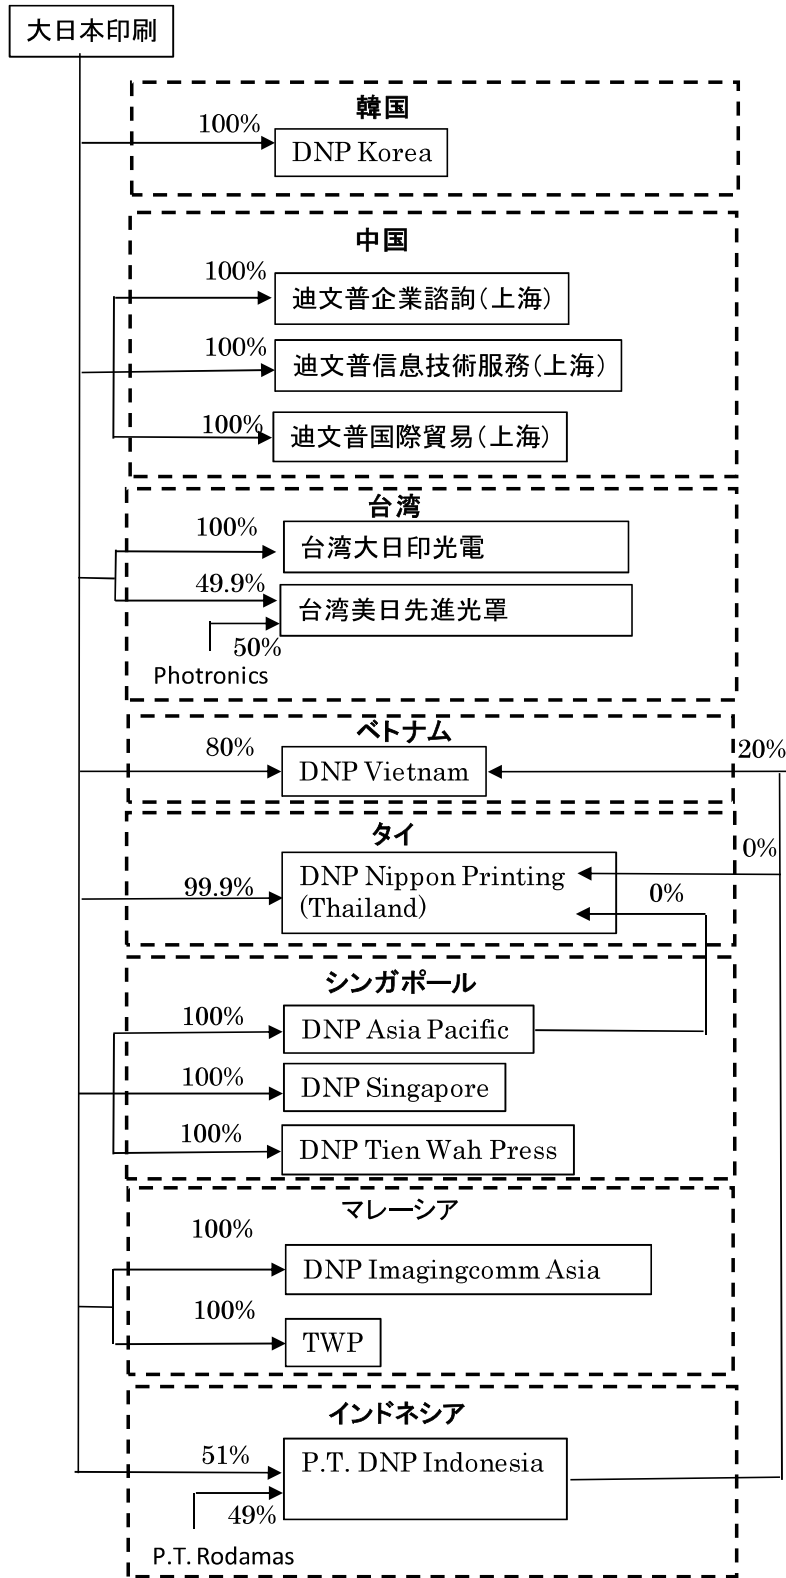 大日本印刷
韓国
100%
DNP Korea
中国
100%
迪文普企業諮詢（上海）
100%
迪文普信息技術服務（上海）
100%
迪文普国際貿易（上海）
台湾
100%
台湾大日印光電
49.9%
台湾美日先進光罩
50%
Photronics
ベトナム
80%
DNP Vietnam
20%
タイ
0%
99.9%
DNP Nippon Printing
(Thailand)
0%
シンガポール
100%
DNP Asia Pacific
100%
DNP Singapore
100%
DNP Tien Wah Press
マレーシア
100%
DNP Imagingcomm Asia
100%
TWP
インドネシア
51%
P.T. DNP Indonesia
49%
P.T. Rodamas